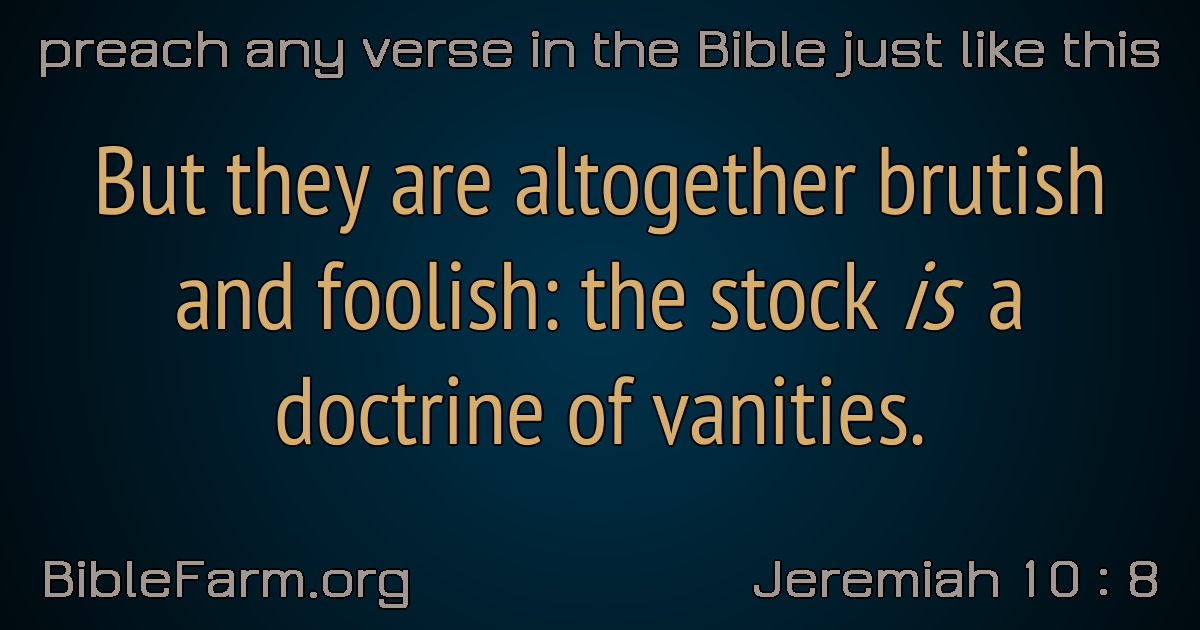 preach any verse in the Bible just like this
But they are altogether brutish
and foolish: the stock is a
doctrine of vanities.
BibleFarm.org
Jeremiah 10 : 8